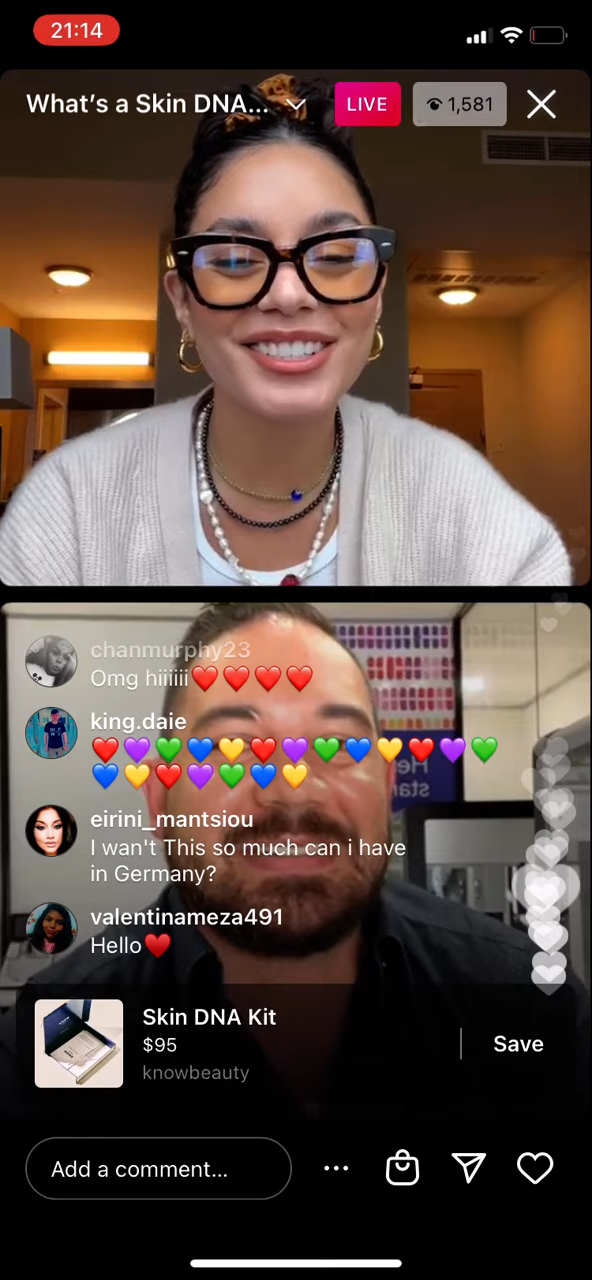 21:14
What's a Skin DNA...
LIVE
1,581
chanmurphy23
Omg hiiiiii❤️❤️❤️❤️
king.daie
❤️💜💚💙💛❤️💜💚💙💛❤️💜💚
💙💛❤️💜💚💙💛
eirini_mantsiou
I wan't This so much can i have
in Germany?
valentinameza491
Hello❤️
Skin DNA Kit
$95
Save
knowbeauty
Add a comment...